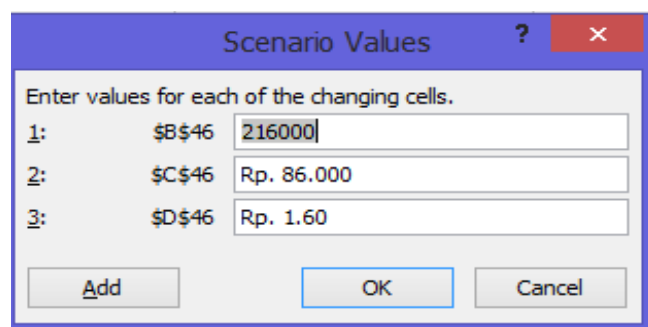 Scenario Values ? ×
Enter values for each of the changing cells.
1: $B$46 216000
2: $C$46 Rp. 86.000
3: $D$46 Rp. 1.60
Add OK Cancel